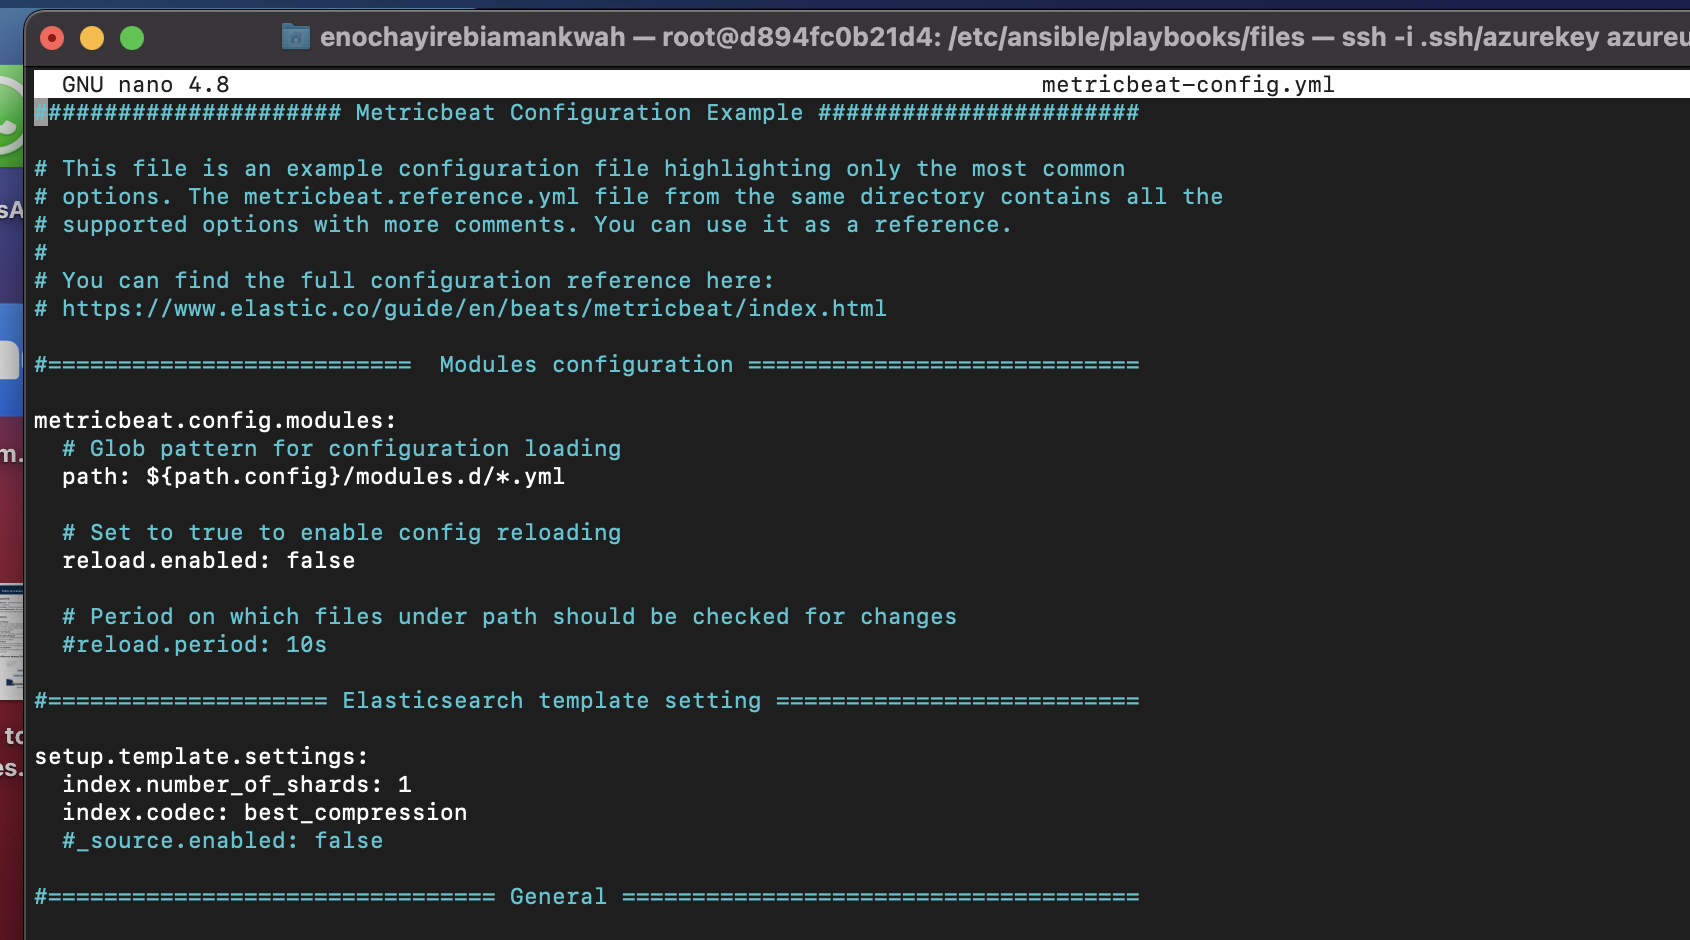 enochayirebiamankwah — root@d894fc0b21d4: /etc/ansible/playbooks/files — ssh -i .ssh/azurekey azureu
GNU nano 4.8 metricbeat-config.yml
###################### Metricbeat Configuration Example #######################
# This file is an example configuration file highlighting only the most common
# options. The metricbeat.reference.yml file from the same directory contains all the
# supported options with more comments. You can use it as a reference.
#
# You can find the full configuration reference here:
# https://www.elastic.co/guide/en/beats/metricbeat/index.html
#==========================  Modules configuration ============================
metricbeat.config.modules:
  # Glob pattern for configuration loading
  path: ${path.config}/modules.d/*.yml
  # Set to true to enable config reloading
  reload.enabled: false
  # Period on which files under path should be checked for changes
  #reload.period: 10s
#==================== Elasticsearch template setting ==========================
setup.template.settings:
  index.number_of_shards: 1
  index.codec: best_compression
  #_source.enabled: false
#================================ General =====================================
sA
m.
to
es.